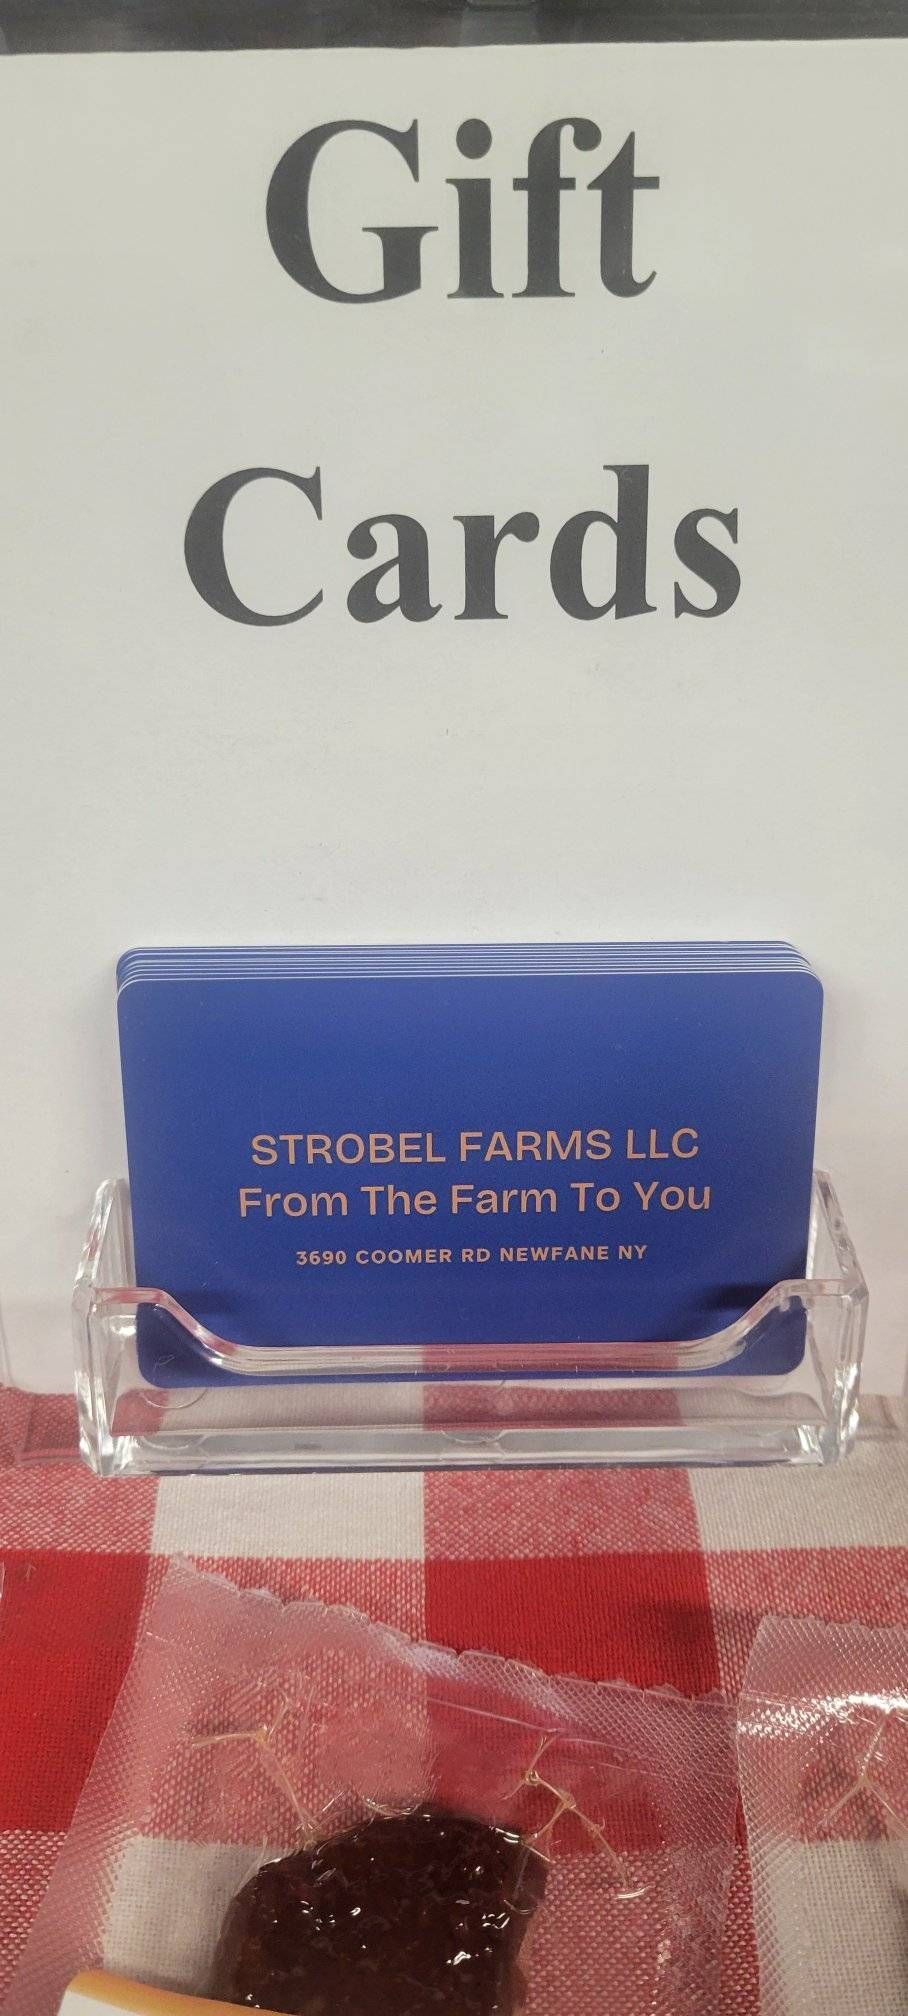 Gift
Cards
STROBEL FARMS LLC
From The Farm To You
3690 COOMER RD NEWFANE NY